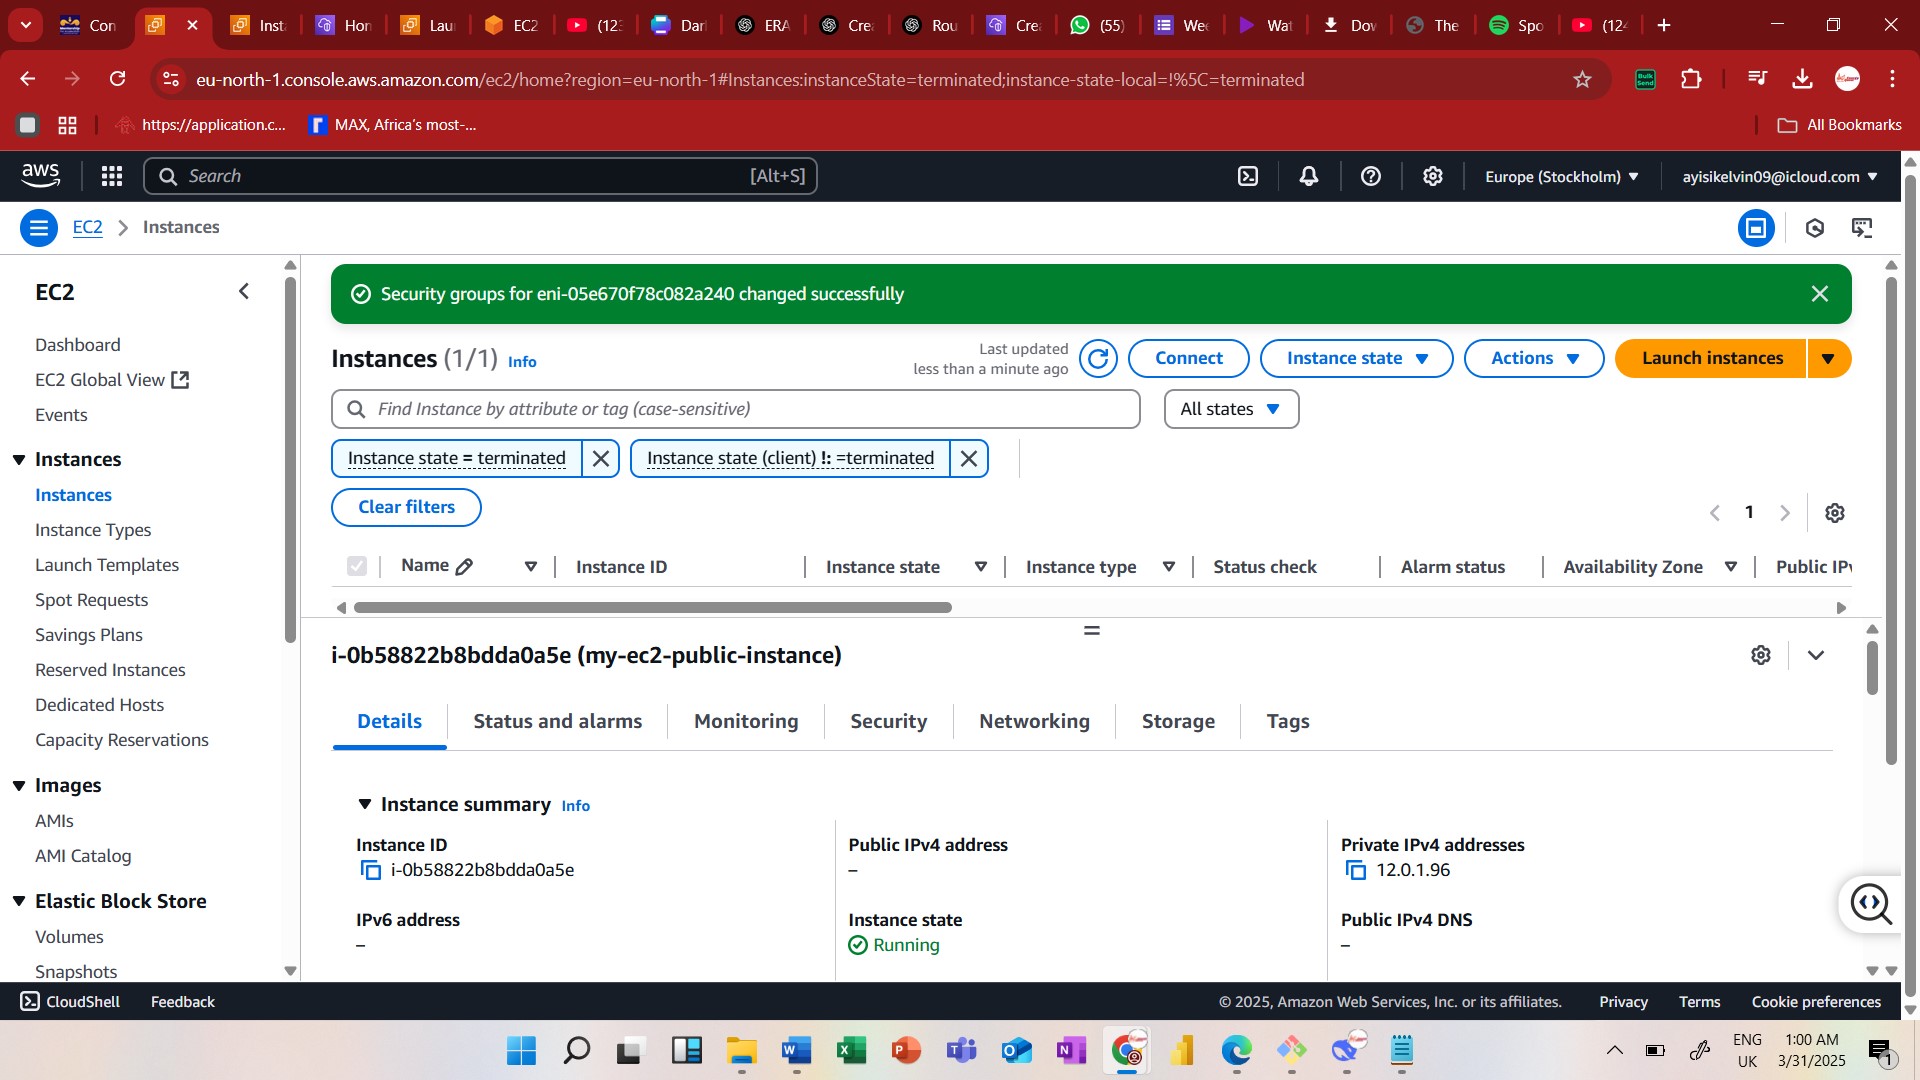 Con
Inst
Hor
Lau
EC2
(123
Dar
ERA
Cre
Rou
Cre
(55)
We
Wat
Dow
The
Spo
(124
eu-north-1.console.aws.amazon.com/ec2/home?region=eu-north-1#Instances:instanceState=terminated;instance-state-local=!%5C=terminated
Bulk Send
https://application.c...
MAX, Africa's most-...
All Bookmarks
aws
Search
[Alt+S]
Europe (Stockholm)
ayisikelvin09@icloud.com
EC2
Instances
EC2
Dashboard
EC2 Global View
Events
Instances
Instances
Instance Types
Launch Templates
Spot Requests
Savings Plans
Reserved Instances
Dedicated Hosts
Capacity Reservations
Images
AMIs
AMI Catalog
Elastic Block Store
Volumes
Snapshots
Security groups for eni-05e670f78c082a240 changed successfully
Instances (1/1) Info
Last updated
less than a minute ago
Connect
Instance state
Actions
Launch instances
Find Instance by attribute or tag (case-sensitive)
All states
Instance state = terminated
Instance state (client) !: =terminated
Clear filters
1
Name
Instance ID
Instance state
Instance type
Status check
Alarm status
Availability Zone
Public IPv
i-0b58822b8bdda0a5e (my-ec2-public-instance)
Details
Status and alarms
Monitoring
Security
Networking
Storage
Tags
Instance summary Info
Instance ID
i-0b58822b8bdda0a5e
Public IPv4 address
–
Private IPv4 addresses
12.0.1.96
IPv6 address
–
Instance state
Running
Public IPv4 DNS
–
CloudShell
Feedback
© 2025, Amazon Web Services, Inc. or its affiliates.
Privacy
Terms
Cookie preferences
ENG
UK
1:00 AM
3/31/2025
1